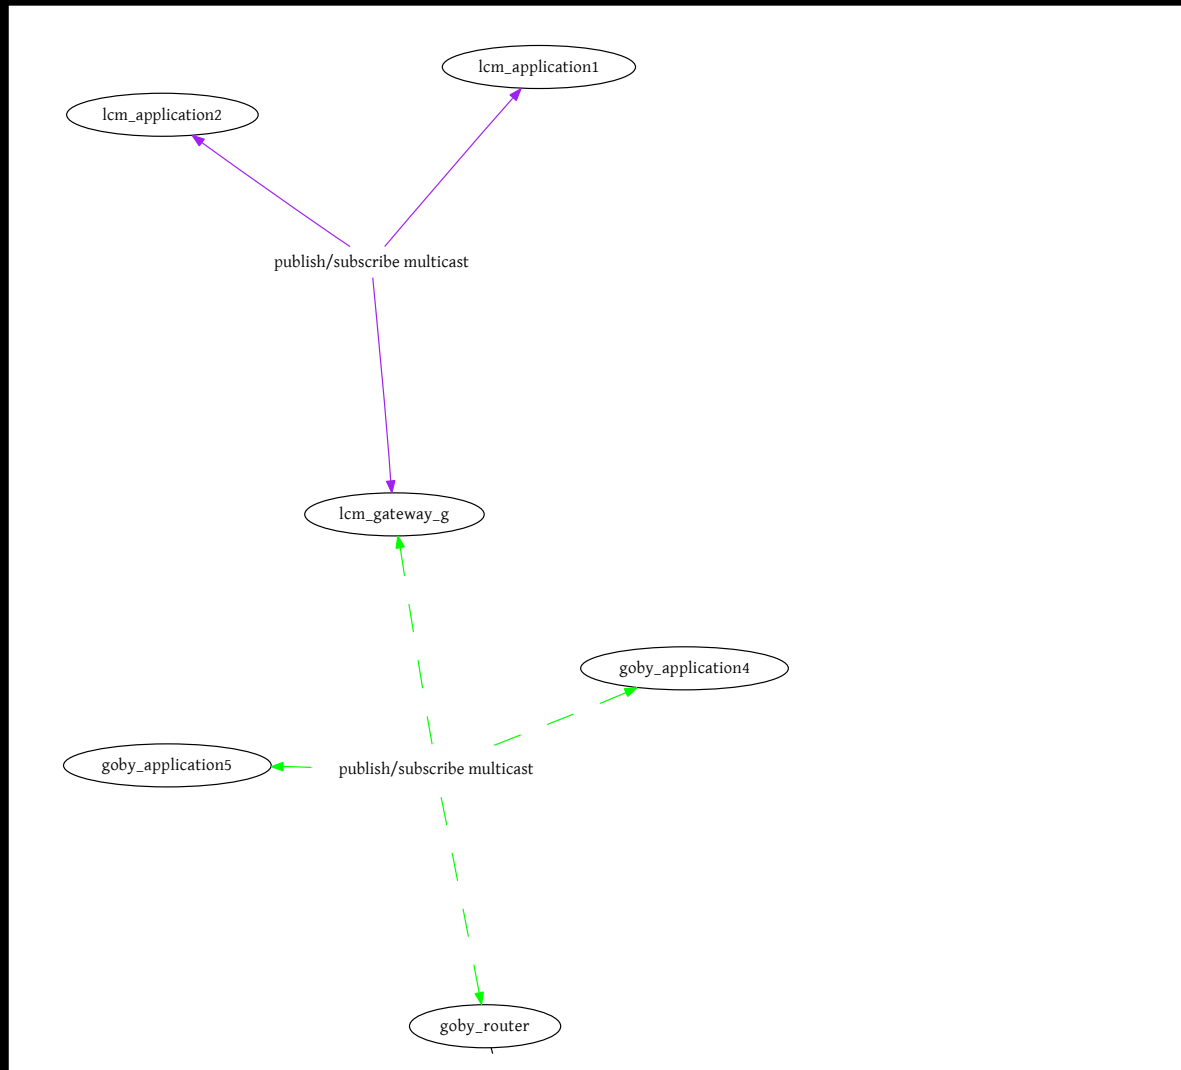 lcm_application1
lcm_application2
publish/subscribe multicast
lcm_gateway_g
goby_application4
goby_application5
publish/subscribe multicast
goby_router